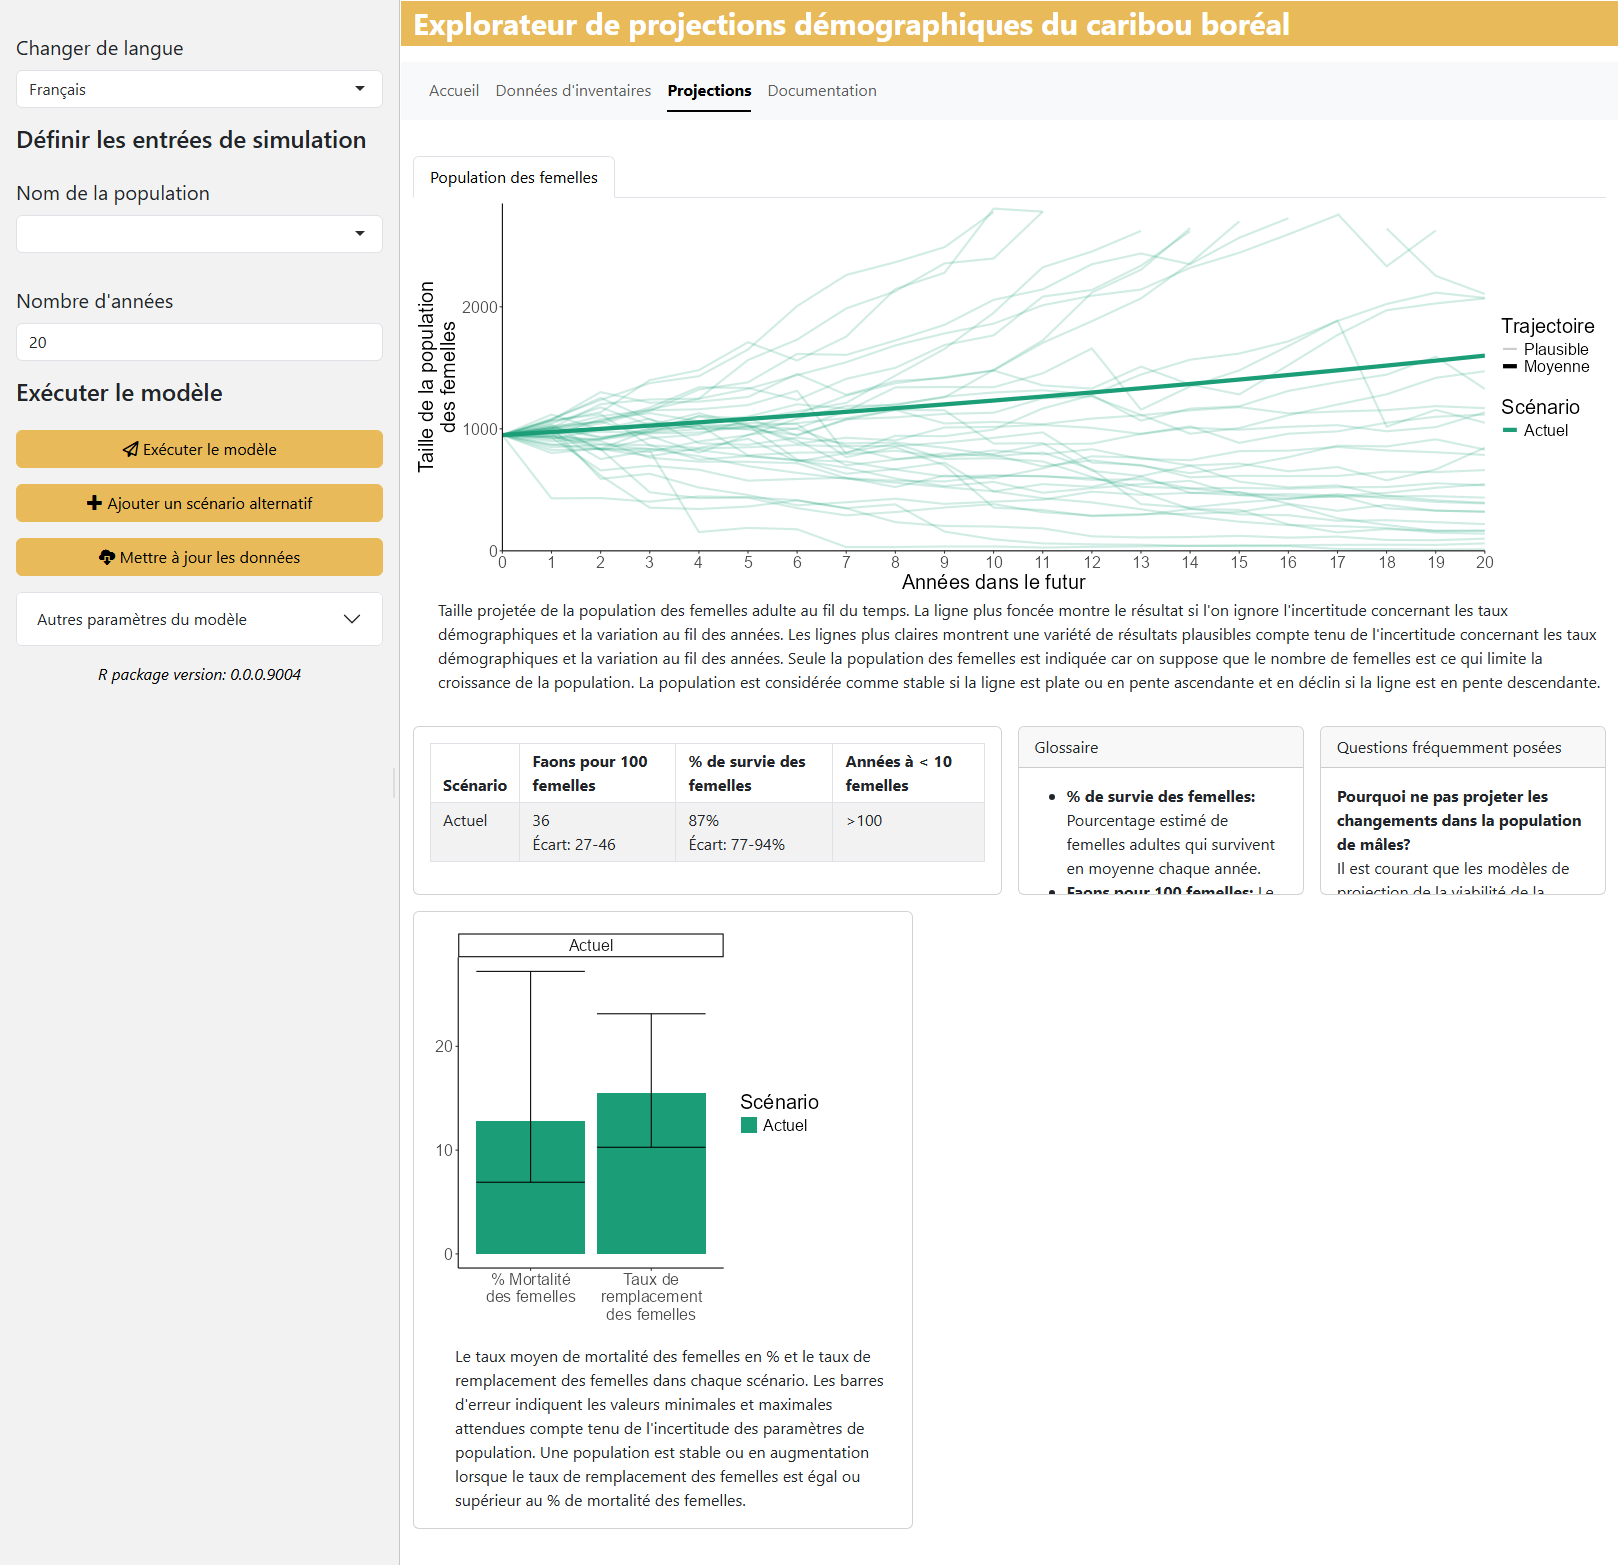 Changer de langue
Français
Définir les entrées de simulation
Nom de la population
Nombre d'années
20
Exécuter le modèle
Exécuter le modèle
Ajouter un scénario alternatif
Mettre à jour les données
Autres paramètres du modèle
R package version: 0.0.0.9004
Explorateur de projections démographiques du caribou boréal
Accueil Données d'inventaires Projections Documentation
Population des femelles
Taille de la population
des femelles
2000
1000
0
0 1 2 3 4 5 6 7 8 9 10 11 12 13 14 15 16 17 18 19 20
Années dans le futur
Trajectoire
Plausible
Moyenne
Scénario
Actuel
Taille projetée de la population des femelles adulte au fil du temps. La ligne plus foncée montre le résultat si l'on ignore l'incertitude concernant les taux
démographiques et la variation au fil des années. Les lignes plus claires montrent une variété de résultats plausibles compte tenu de l'incertitude concernant les taux
démographiques et la variation au fil des années. Seule la population des femelles est indiquée car on suppose que le nombre de femelles est ce qui limite la
croissance de la population. La population est considérée comme stable si la ligne est plate ou en pente ascendante et en déclin si la ligne est en pente descendante.
Scénario Faons pour 100 femelles % de survie des femelles Années à < 10 femelles
Actuel 36 87% >100
Écart: 27-46 Écart: 77-94%
Glossaire
% de survie des femelles:
Pourcentage estimé de
femelles adultes qui survivent
en moyenne chaque année.
Faons pour 100 femelles: Le
Questions fréquemment posées
Pourquoi ne pas projeter les
changements dans la population
de mâles?
Il est courant que les modèles de
projection de la viabilité de la
Actuel
20
10
0
% Mortalité
des femelles
Taux de
remplacement
des femelles
Scénario
Actuel
Le taux moyen de mortalité des femelles en % et le taux de
remplacement des femelles dans chaque scénario. Les barres
d'erreur indiquent les valeurs minimales et maximales
attendues compte tenu de l'incertitude des paramètres de
population. Une population est stable ou en augmentation
lorsque le taux de remplacement des femelles est égal ou
supérieur au % de mortalité des femelles.